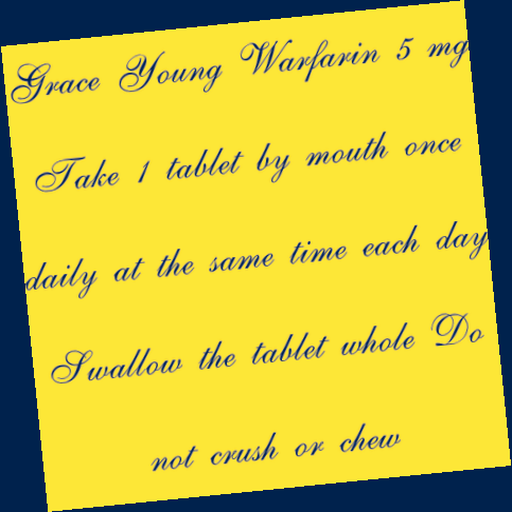 Grace Young Warfarin 5 mg
Take 1 tablet by mouth once
daily at the same time each day
Swallow the tablet whole Do
not crush or chew